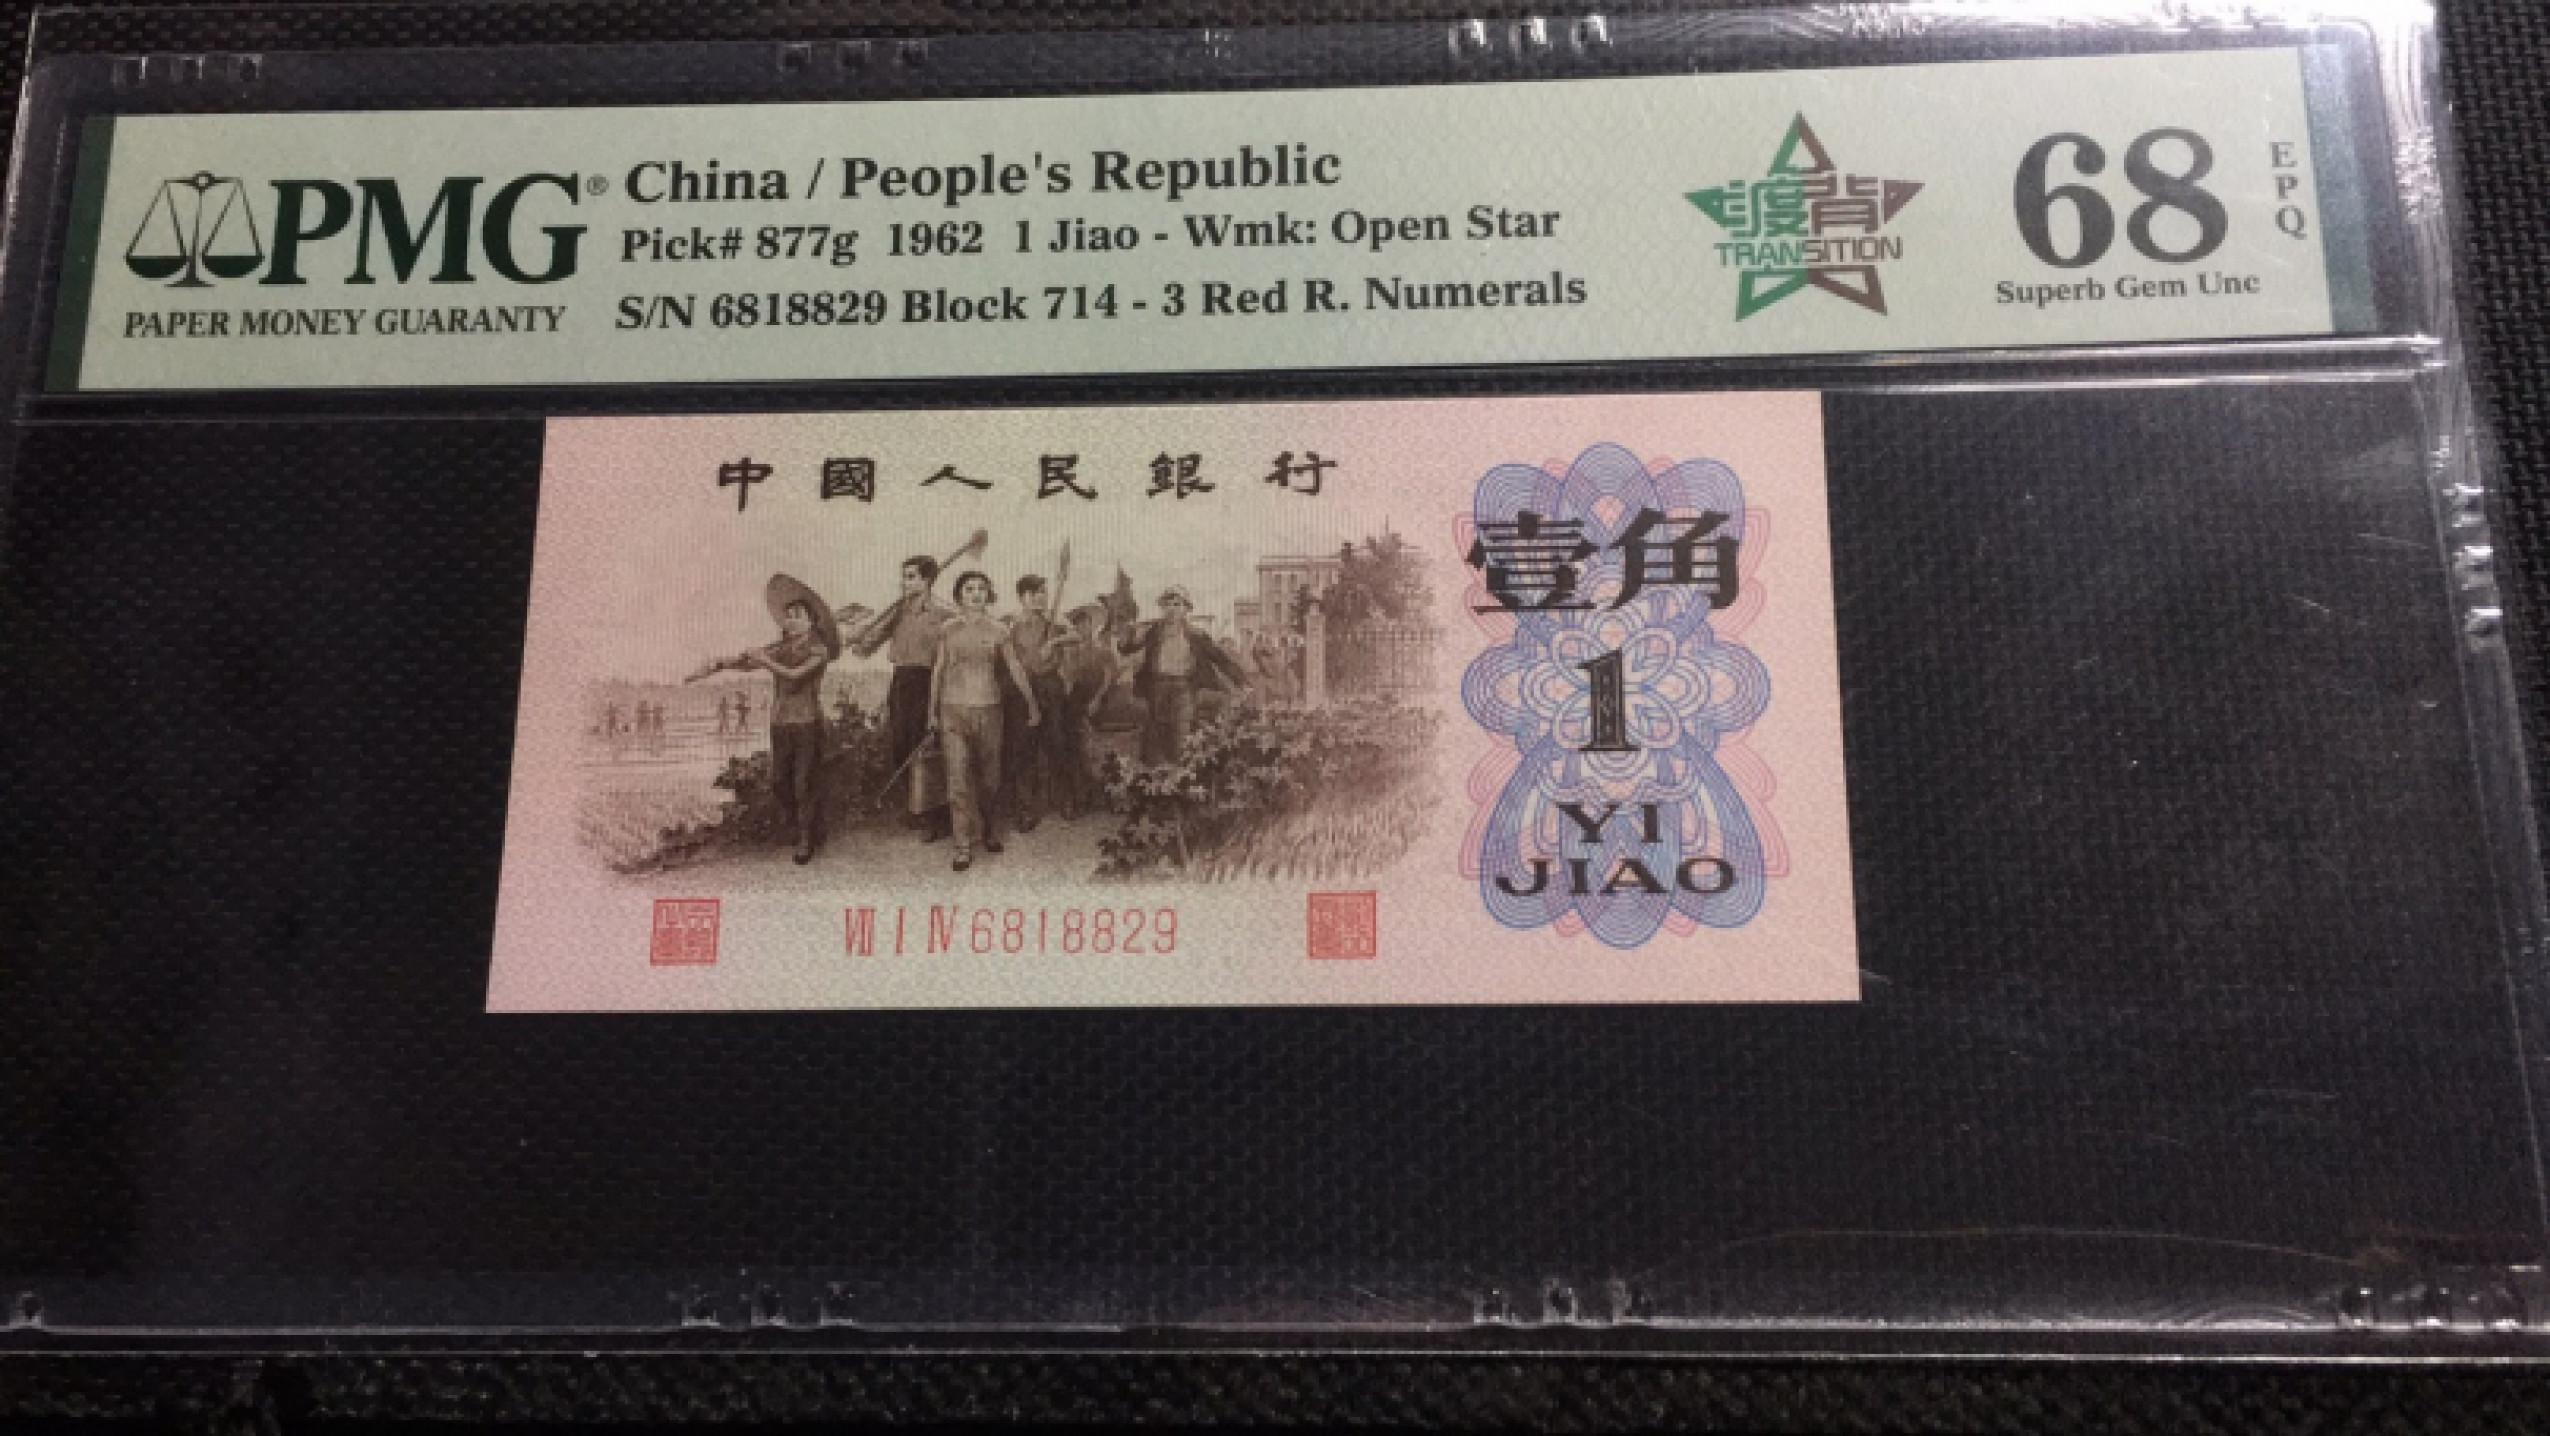 PMG® China / People's Republic
PAPER MONEY GUARANTY
Pick# 877g 1962 1 Jiao - Wmk: Open Star
S/N 6818829 Block 714 - 3 Red R. Numerals
TRANSITION
68
EPQ
Superb Gem Unc
中國人民銀行
壹角
1
YI
JIAO
VII I IV 6818829